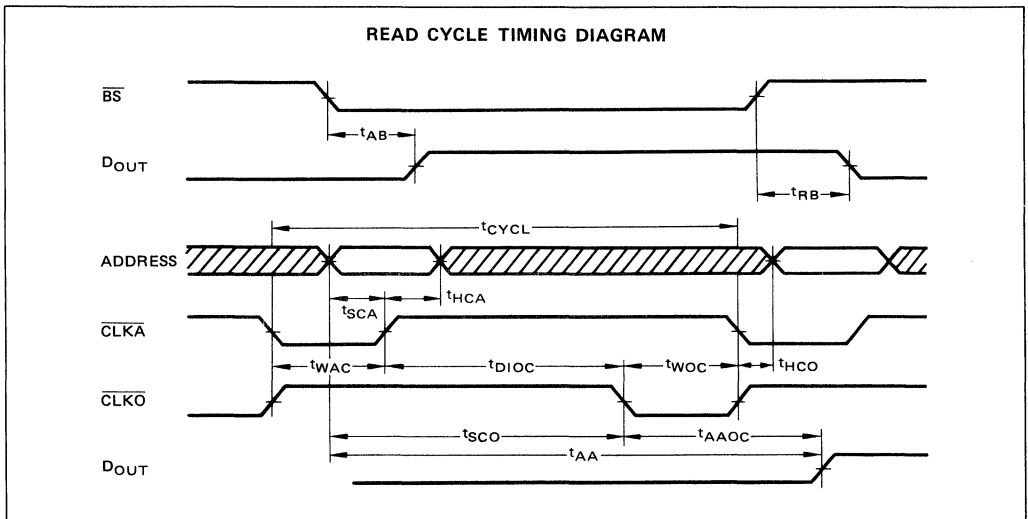 READ CYCLE TIMING DIAGRAM
BS
tAB
DOUT
tRB
tCYCL
ADDRESS
tSCA
tHCA
CLKA
tWAC
tDIOC
tWOC
tHCO
CLKO
tSCO
tAAOC
tAA
DOUT